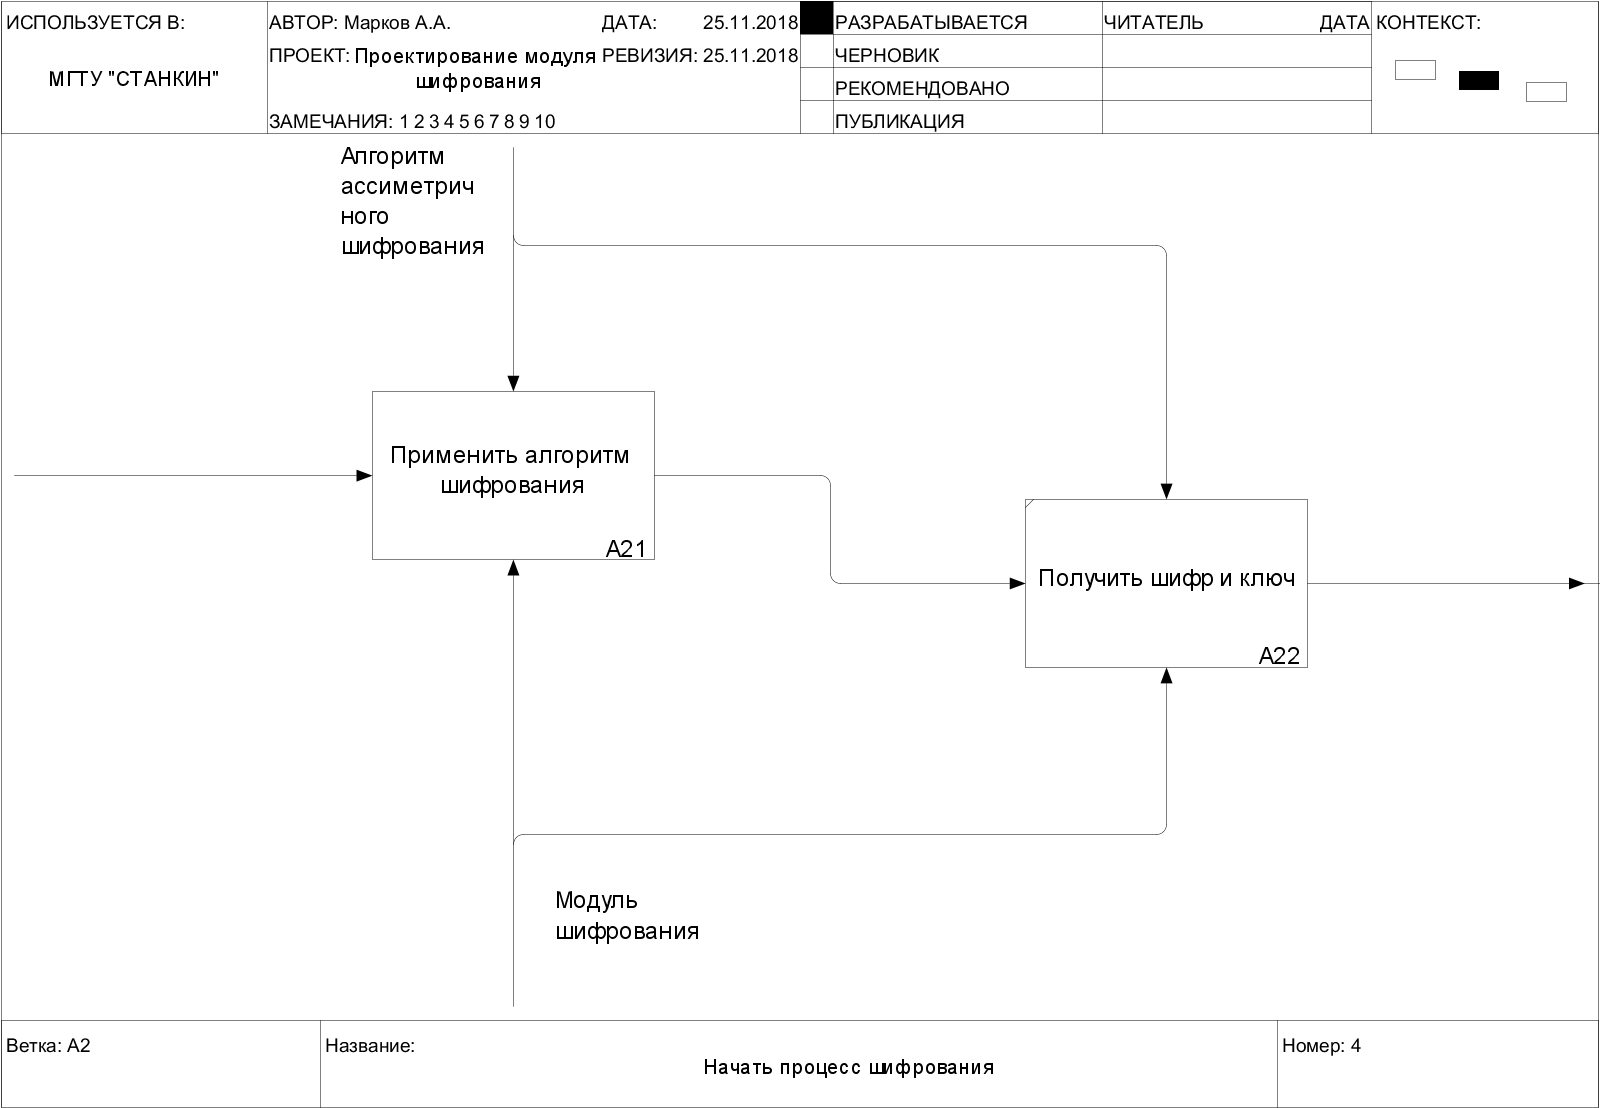 ИСПОЛЬЗУЕТСЯ В:
МГТУ "СТАНКИН"
АВТОР: Марков А.А.
ДАТА: 25.11.2018
ПРОЕКТ: Проектирование модуля
шифрования
РЕВИЗИЯ: 25.11.2018
ЗАМЕЧАНИЯ: 1 2 3 4 5 6 7 8 9 10
РАЗРАБАТЫВАЕТСЯ
ЧЕРНОВИК
РЕКОМЕНДОВАНО
ПУБЛИКАЦИЯ
ЧИТАТЕЛЬ ДАТА
КОНТЕКСТ:
Алгоритм
ассиметрич
ного
шифрования
Применить алгоритм
шифрования
A21
Получить шифр и ключ
A22
Модуль
шифрования
Ветка: A2
Название:
Начать процесс шифрования
Номер: 4